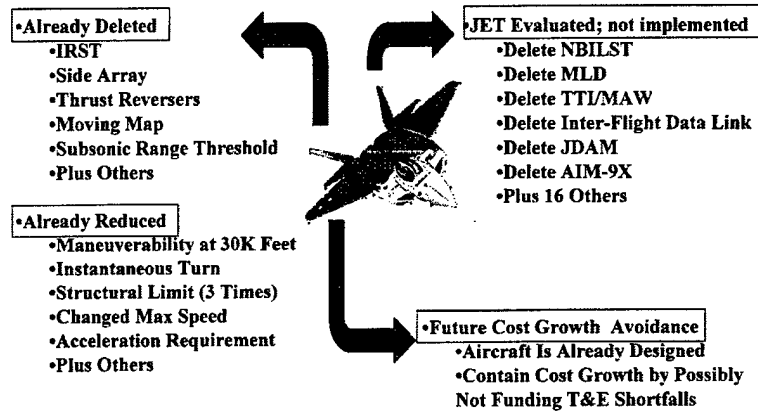 •Already Deleted
•IRST
•Side Array
•Thrust Reversers
•Moving Map
•Subsonic Range Threshold
•Plus Others
•Already Reduced
•Maneuverability at 30K Feet
•Instantaneous Turn
•Structural Limit (3 Times)
•Changed Max Speed
•Acceleration Requirement
•Plus Others
•JET Evaluated; not implemented
•Delete NBILST
•Delete MLD
•Delete TTI/MAW
•Delete Inter-Flight Data Link
•Delete JDAM
•Delete AIM-9X
•Plus 16 Others
•Future Cost Growth Avoidance
•Aircraft Is Already Designed
•Contain Cost Growth by Possibly
Not Funding T&E Shortfalls